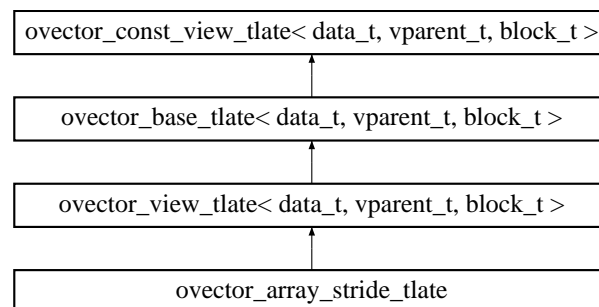 ovector_const_view_tlate< data_t, vparent_t, block_t >
ovector_base_tlate< data_t, vparent_t, block_t >
ovector_view_tlate< data_t, vparent_t, block_t >
ovector_array_stride_tlate